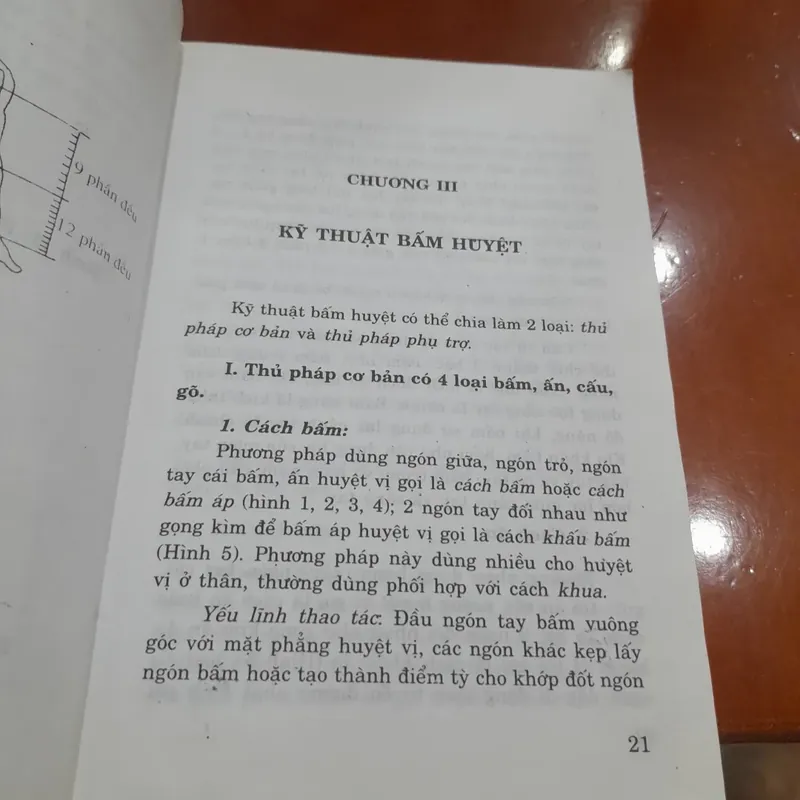 9 phân đều
12 phân đều
CHƯƠNG III
KỸ THUẬT BẤM HUYỆT
Kỹ thuật bấm huyệt có thể chia làm 2 loại: thủ
pháp cơ bản và thủ pháp phụ trợ.
I. Thủ pháp cơ bản có 4 loại bấm, ấn, cấu,
gõ.
1. Cách bấm:
Phương pháp dùng ngón giữa, ngón trỏ, ngón
tay cái bấm, ấn huyệt vị gọi là cách bấm hoặc cách
bấm áp (hình 1, 2, 3, 4); 2 ngón tay đối nhau như
gọng kìm để bấm áp huyệt vị gọi là cách khấu bấm
(Hình 5). Phương pháp này dùng nhiều cho huyệt
vị ở thân, thường dùng phối hợp với cách khua.
Yếu lĩnh thao tác: Đầu ngón tay bấm vuông
góc với mặt phẳng huyệt vị, các ngón khác kẹp lấy
ngón bấm hoặc tạo thành điểm tỳ cho khớp đốt ngón
21